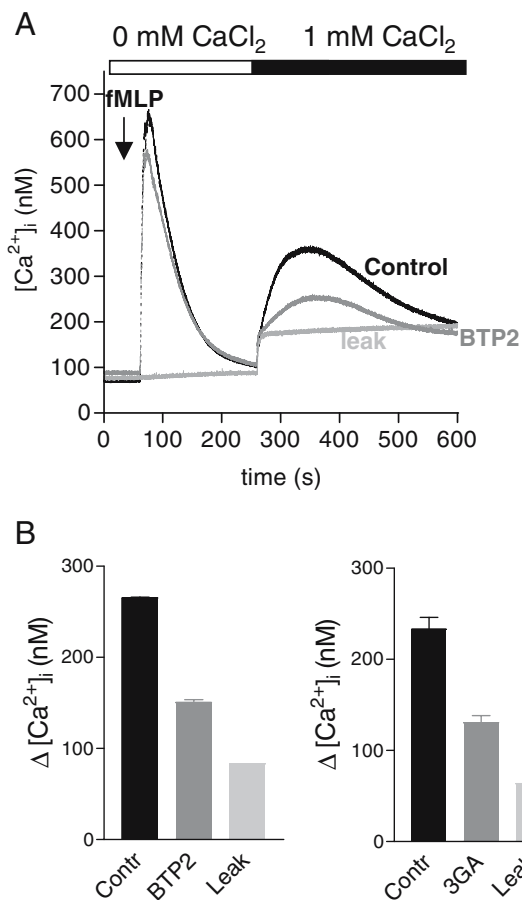 A
0 mM CaCl₂ 1 mM CaCl₂
fMLP
700
600
500
400
300
200
100
0
[Ca²⁺]ᵢ (nM)
Control
BTP2
leak
0 100 200 300 400 500 600
time (s)
B
300
200
100
0
Δ [Ca²⁺]ᵢ (nM)
Contr BTP2 Leak
300
200
100
0
Δ [Ca²⁺]ᵢ (nM)
Contr 3GA Lea